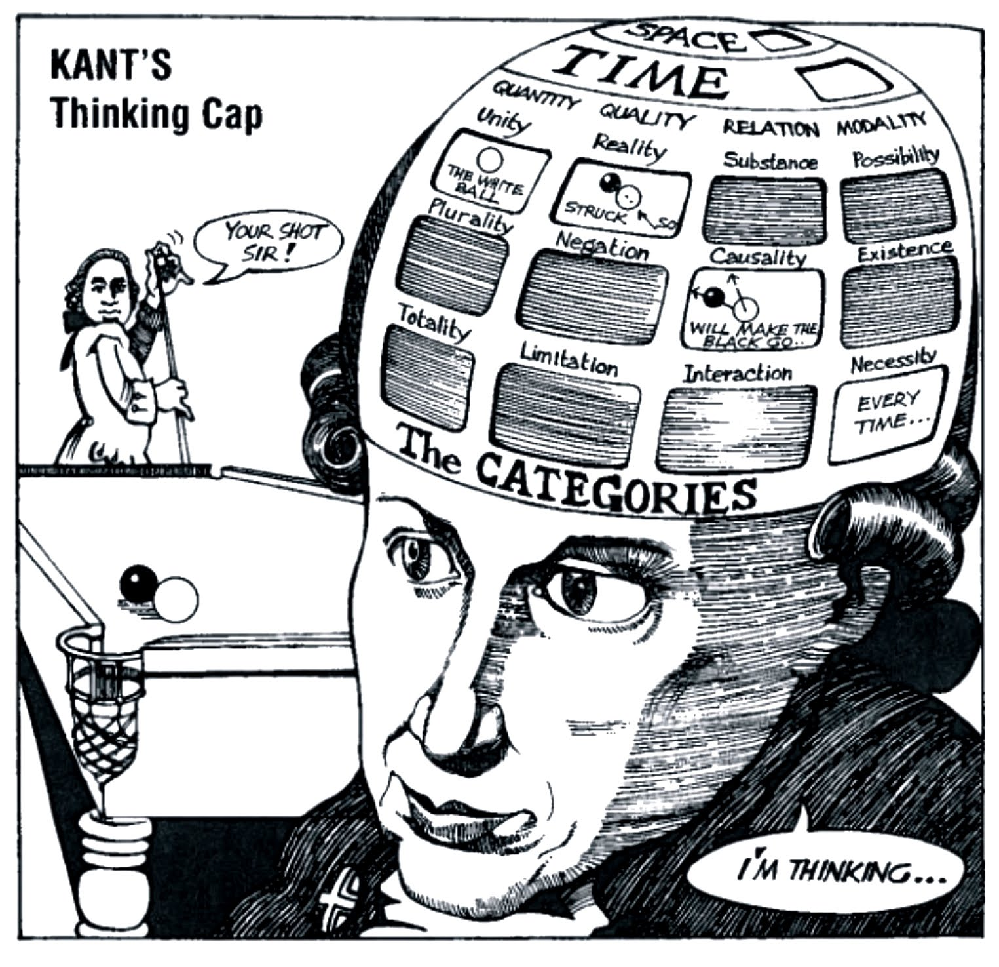 KANT'S
Thinking Cap
YOUR SHOT
SIR!
SPACE
TIME
QUANTITY QUALITY RELATION MODALITY
Unity
THE WHITE
BALL
Reality
STRUCK SO
Substance
Possibility
Plurality
Negation
Causality
WILL MAKE THE
BLACK GO..
Existence
Totality
Limitation
Interaction
Necessity
EVERY
TIME...
The CATEGORIES
I'M THINKING...